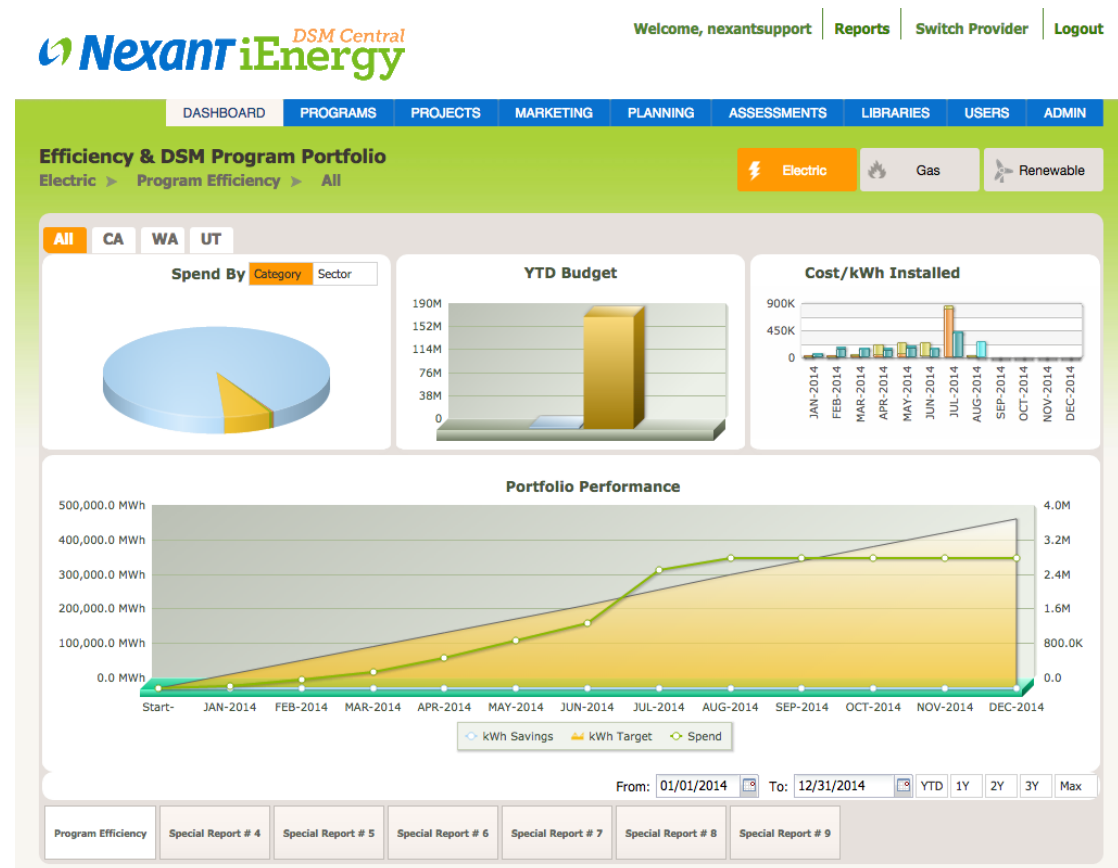 Nexant iEnergy
DSM Central
Welcome, nexantsupport Reports Switch Provider Logout
DASHBOARD PROGRAMS PROJECTS MARKETING PLANNING ASSESSMENTS LIBRARIES USERS ADMIN
Efficiency & DSM Program Portfolio
Electric > Program Efficiency > All
Electric Gas Renewable
All CA WA UT
Spend By Category Sector
YTD Budget
190M
152M
114M
76M
38M
0
Cost/kWh Installed
900K
450K
0
JAN-2014
FEB-2014
MAR-2014
APR-2014
MAY-2014
JUN-2014
JUL-2014
AUG-2014
SEP-2014
OCT-2014
NOV-2014
DEC-2014
Portfolio Performance
500,000.0 MWh 4.0M
400,000.0 MWh 3.2M
300,000.0 MWh 2.4M
200,000.0 MWh 1.6M
100,000.0 MWh 800.0K
0.0 MWh 0.0
Start- JAN-2014 FEB-2014 MAR-2014 APR-2014 MAY-2014 JUN-2014 JUL-2014 AUG-2014 SEP-2014 OCT-2014 NOV-2014 DEC-2014
kWh Savings kWh Target Spend
From: 01/01/2014 To: 12/31/2014 YTD 1Y 2Y 3Y Max
Program Efficiency Special Report # 4 Special Report # 5 Special Report # 6 Special Report # 7 Special Report # 8 Special Report # 9